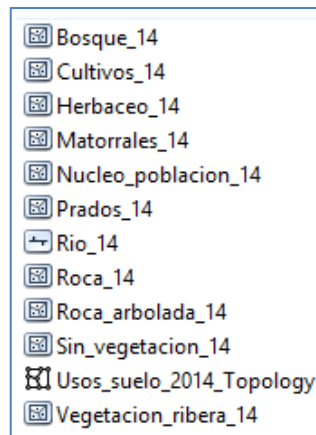 Bosque_14
Cultivos_14
Herbaceo_14
Matorrales_14
Nucleo_poblacion_14
Prados_14
Rio_14
Roca_14
Roca_arbolada_14
Sin_vegetacion_14
Usos_suelo_2014_Topology
Vegetacion_ribera_14